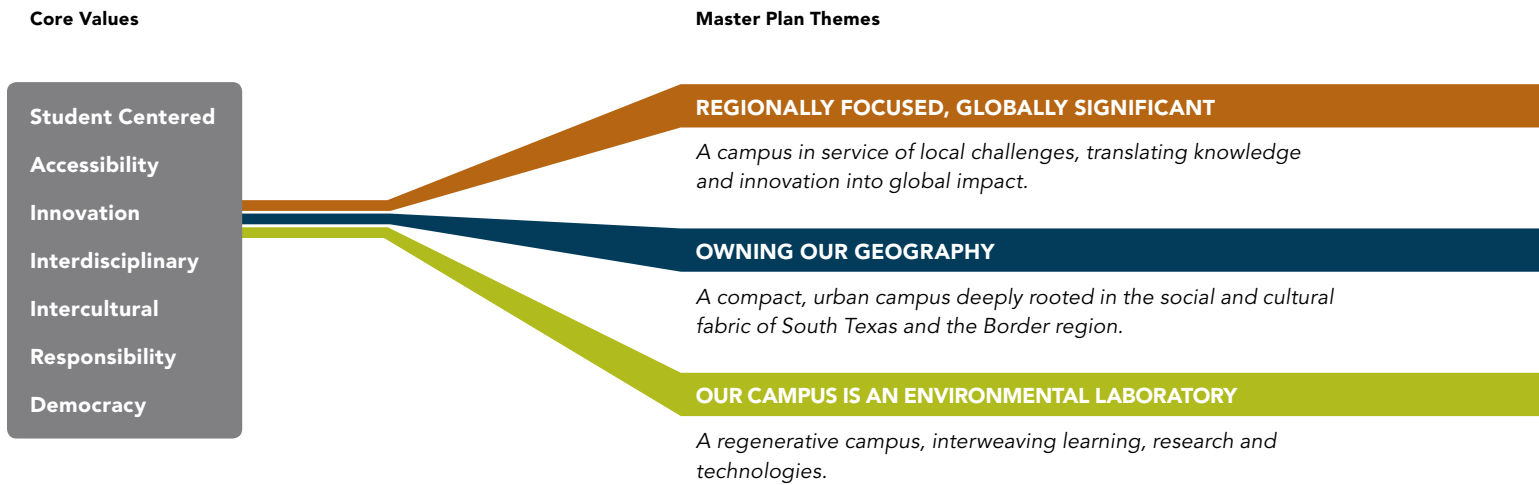 Core Values
Master Plan Themes
Student Centered
Accessibility
Innovation
Interdisciplinary
Intercultural
Responsibility
Democracy
REGIONALLY FOCUSED, GLOBALLY SIGNIFICANT
A campus in service of local challenges, translating knowledge
and innovation into global impact.
OWNING OUR GEOGRAPHY
A compact, urban campus deeply rooted in the social and cultural
fabric of South Texas and the Border region.
OUR CAMPUS IS AN ENVIRONMENTAL LABORATORY
A regenerative campus, interweaving learning, research and
technologies.